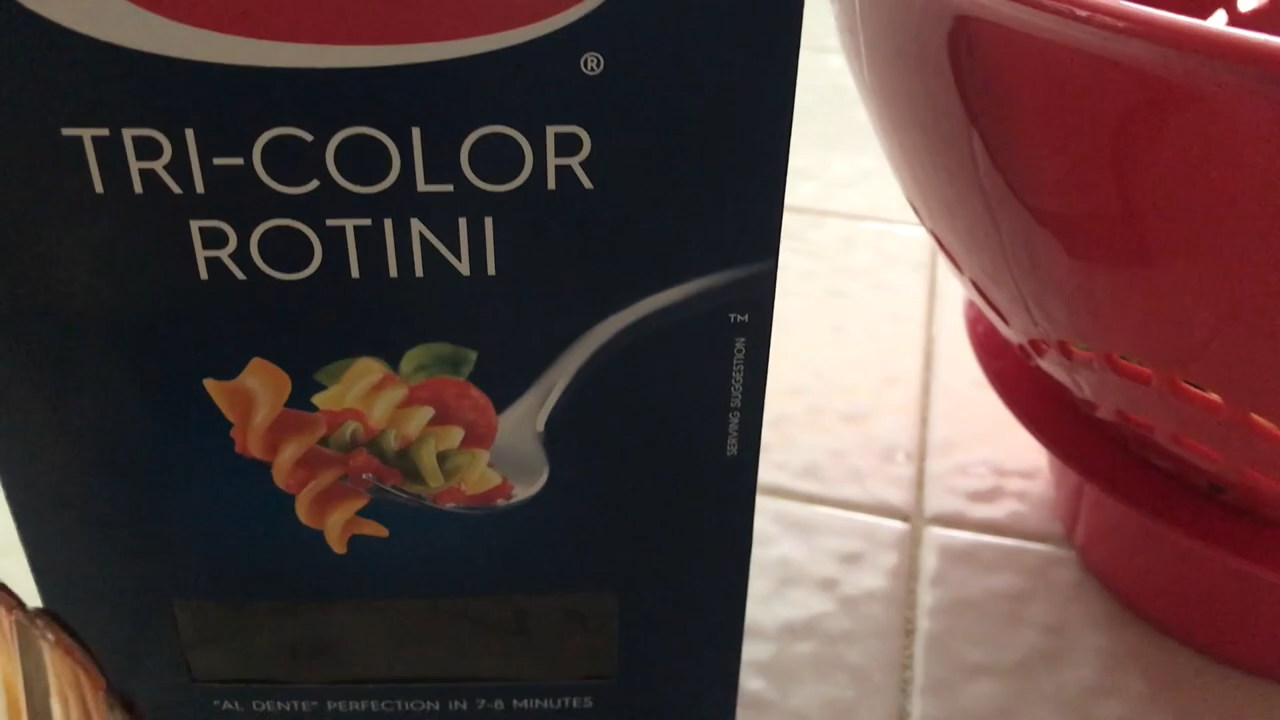 ®
TRI-COLOR
ROTINI
TM
SERVING SUGGESTION
"AL DENTE" PERFECTION IN 7-8 MINUTES